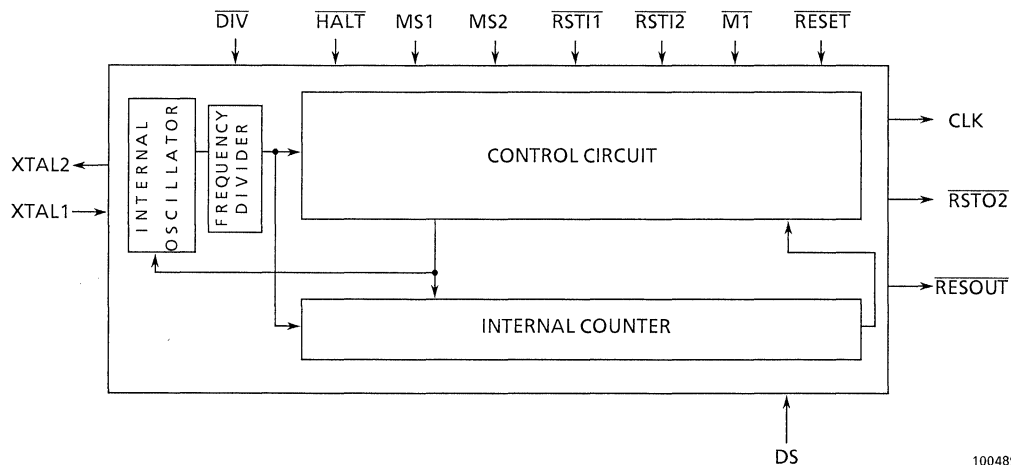 DIV HALT MS1 MS2 RSTI1 RSTI2 M1 RESET
INTERNAL
OSCILLATOR
FREQUENCY
DIVIDER
CONTROL CIRCUIT
CLK
XTAL2
RSTO2
XTAL1
RESOUT
INTERNAL COUNTER
DS
100489